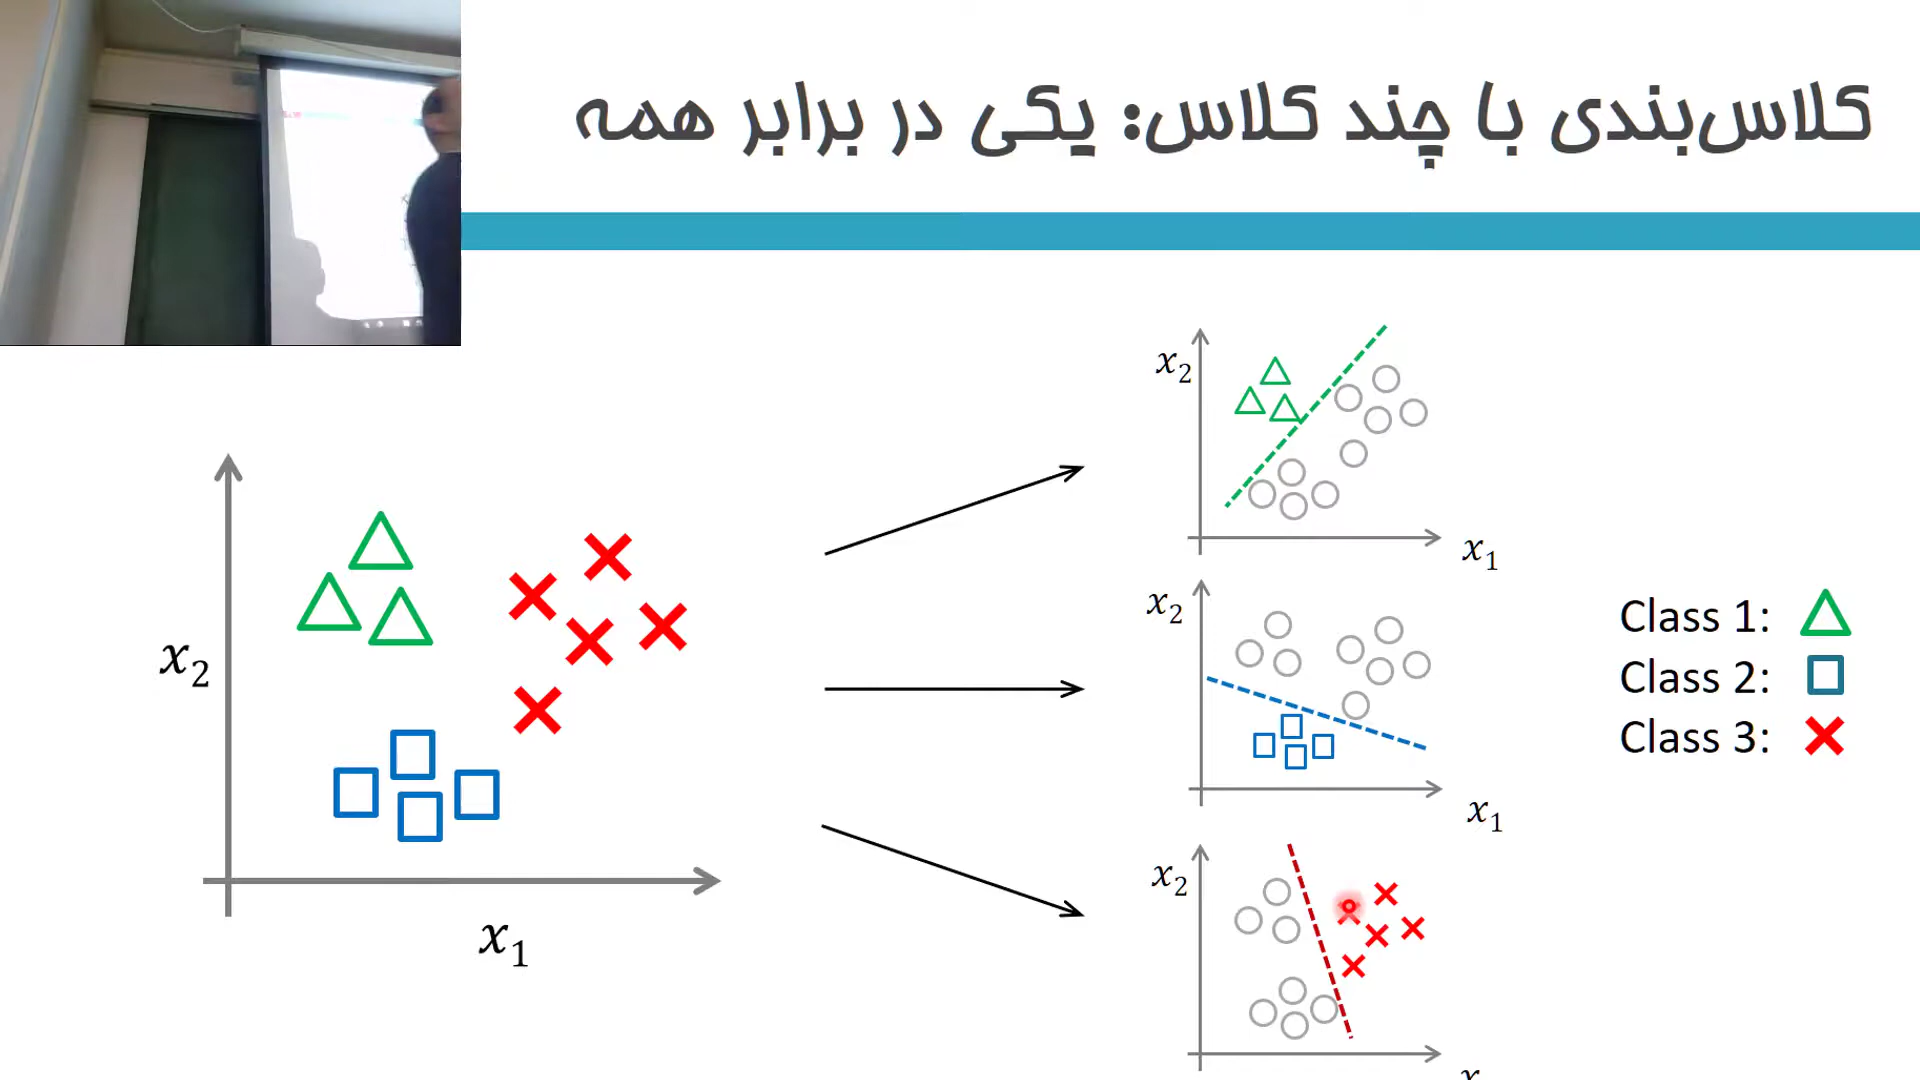 کلاس‌بندی با چند کلاس: یکی در برابر همه
x₂
x₁
x₂
x₁
x₂
x₁
x₂
x
Class 1:
Class 2:
Class 3: